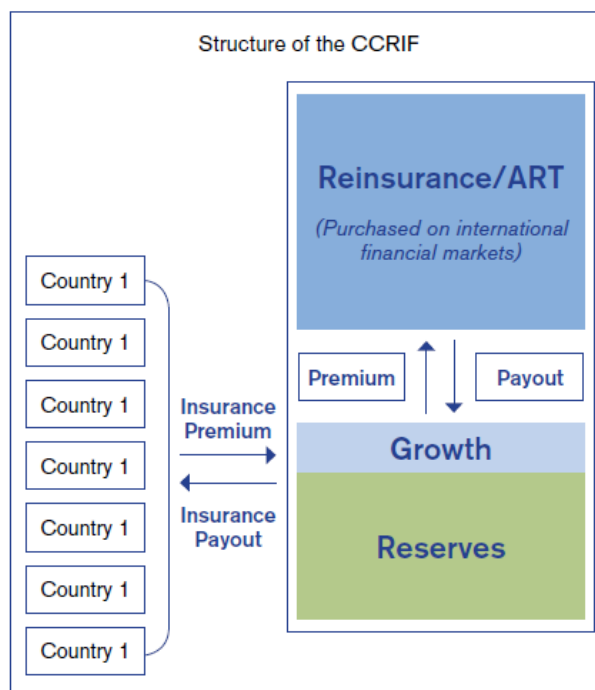 Structure of the CCRIF
Reinsurance/ART
(Purchased on international
financial markets)
Country 1
Country 1
Country 1
Country 1
Country 1
Country 1
Country 1
Insurance
Premium
Insurance
Payout
Premium
Payout
Growth
Reserves